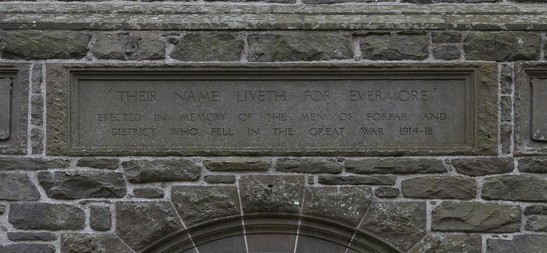 "THEIR NAME LIVETH FOR EVERMORE"
ERECTED IN MEMORY OF THE MEN OF FORFAR AND
DISTRICT WHO FELL IN THE GREAT WAR 1914-18